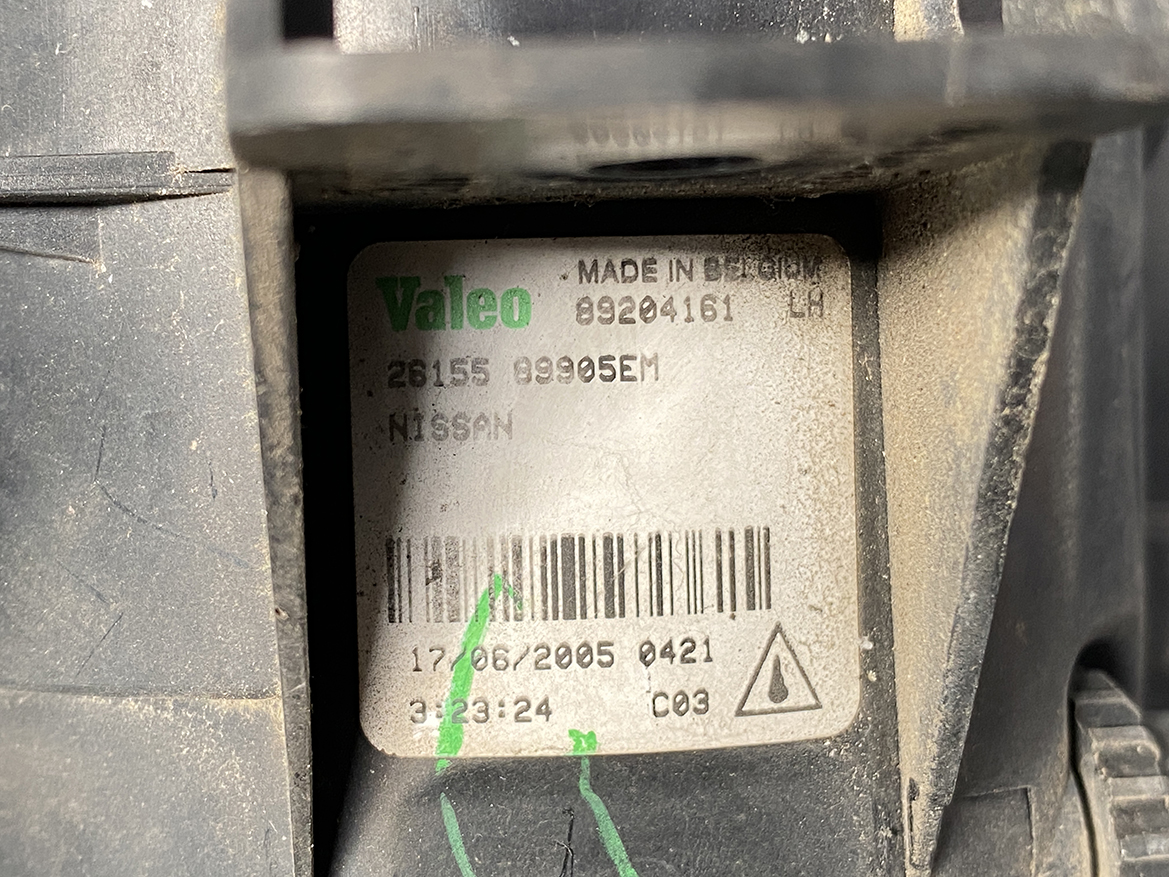 MADE IN BELGIUM
Valeo 89204161 LH
26155 89905EM
NISSAN
17/06/2005 0421
3:23:24 C03